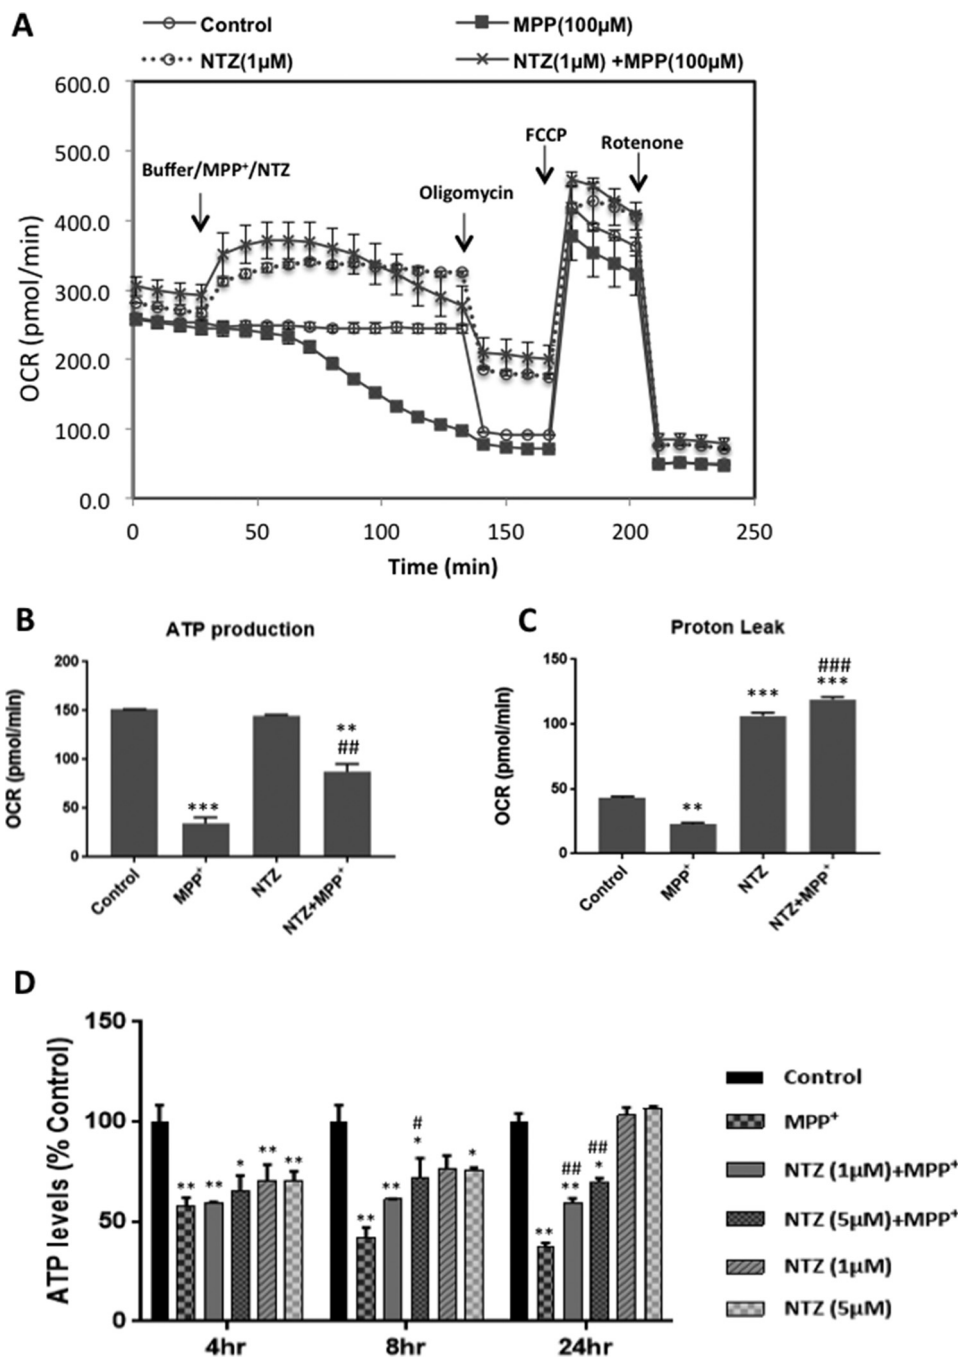 A
Control
MPP(100µM)
NTZ(1µM)
NTZ(1µM) +MPP(100µM)
600.0
500.0
400.0
300.0
200.0
100.0
0.0
OCR (pmol/min)
Buffer/MPP⁺/NTZ
Oligomycin
FCCP
Rotenone
0 50 100 150 200 250
Time (min)
B
ATP production
200
150
100
50
0
OCR (pmol/min)
***
**
##
Control
MPP⁺
NTZ
NTZ+MPP⁺
C
Proton Leak
150
100
50
0
OCR (pmol/min)
**
***
###
***
Control
MPP⁺
NTZ
NTZ+MPP⁺
D
150
100
50
0
ATP levels (% Control)
** ** * ** **
** ** # * *
** ## ** ## *
4hr 8hr 24hr
Control
MPP⁺
NTZ (1µM)+MPP⁺
NTZ (5µM)+MPP⁺
NTZ (1µM)
NTZ (5µM)